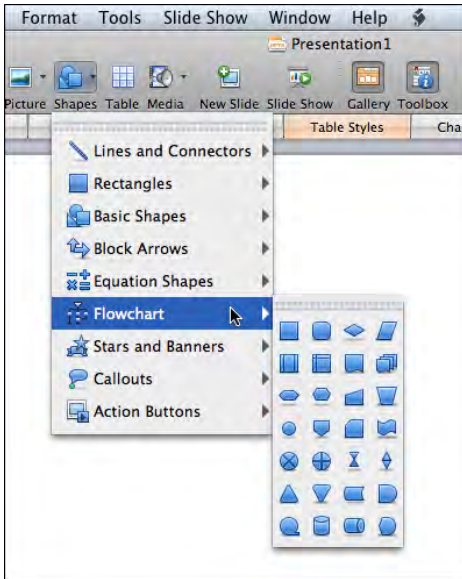 Format Tools Slide Show Window Help
Presentation1
Picture Shapes Table Media New Slide Slide Show Gallery Toolbox
Table Styles Cha
Lines and Connectors
Rectangles
Basic Shapes
Block Arrows
Equation Shapes
Flowchart
Stars and Banners
Callouts
Action Buttons